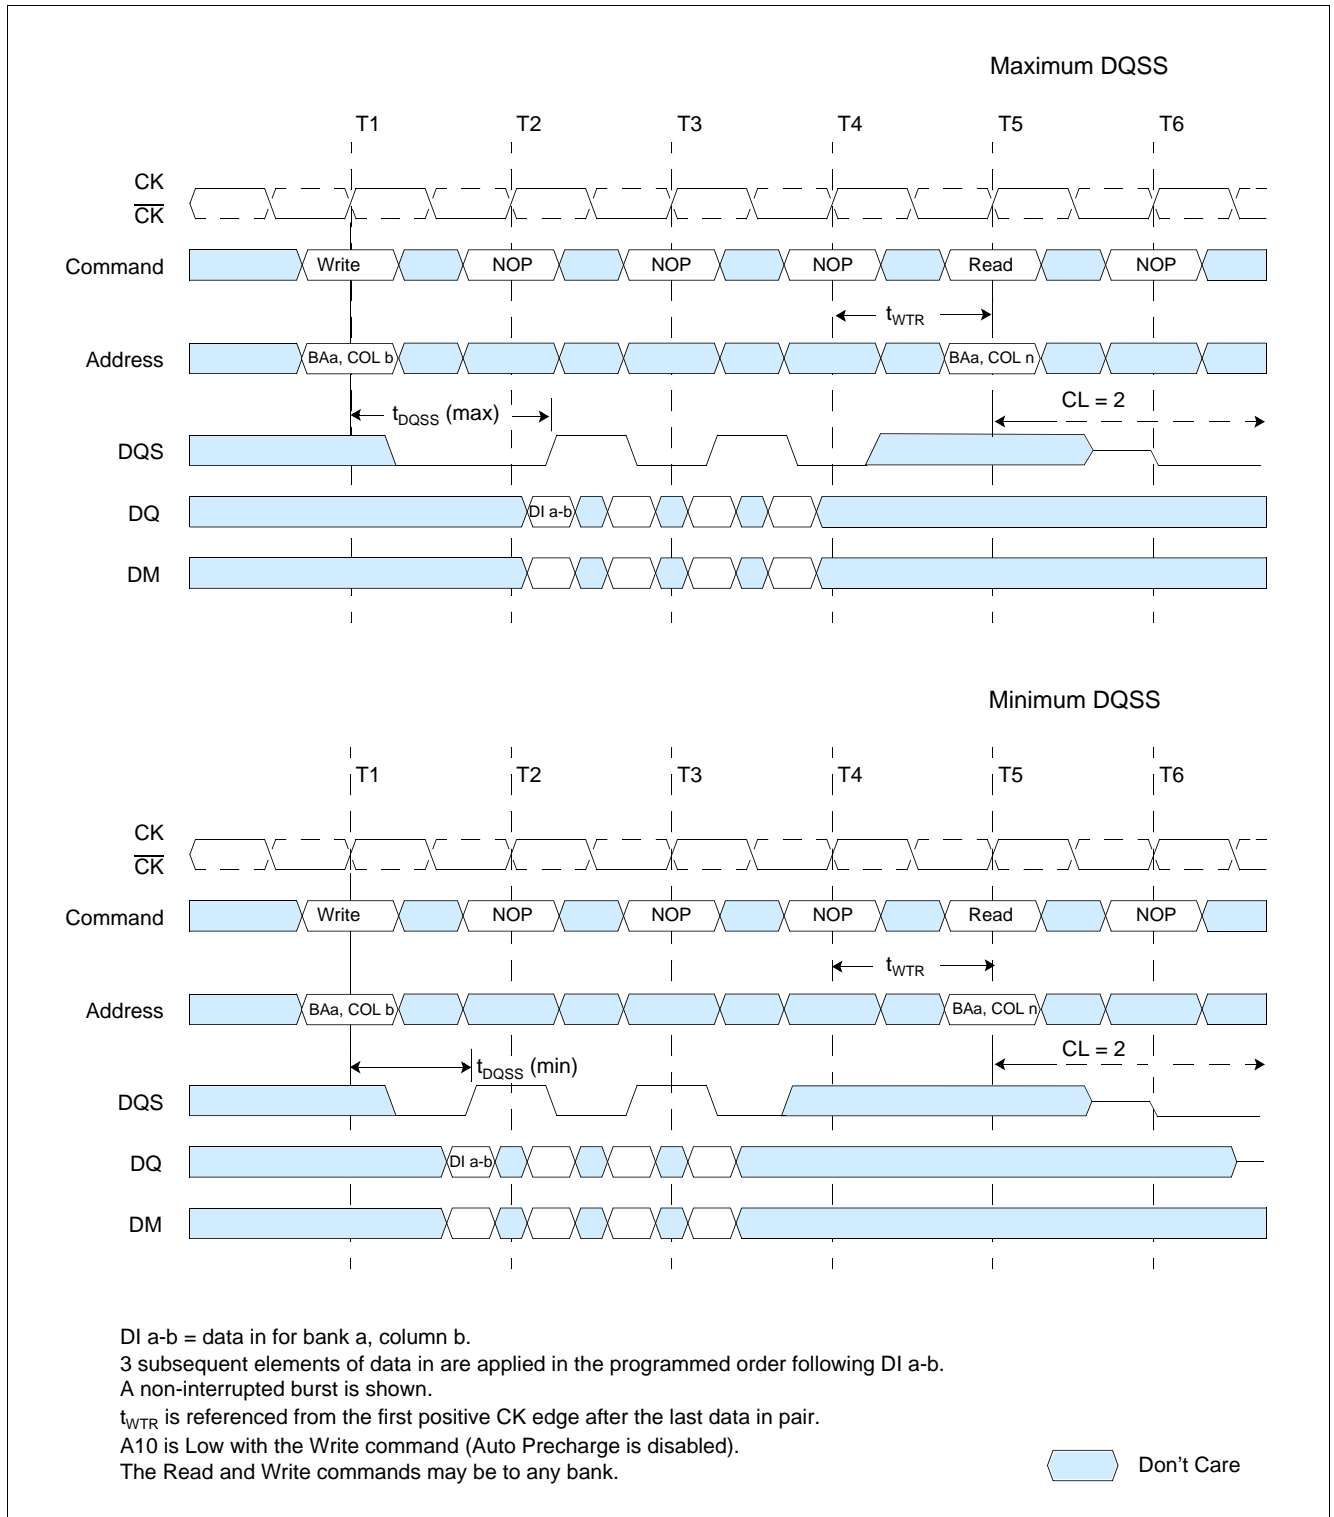 Maximum DQSS
T1 T2 T3 T4 T5 T6
CK
CK
Command Write NOP NOP NOP Read NOP
tWTR
Address BAa, COL b BAa, COL n
tDQSS (max) CL = 2
DQS
DQ DI a-b
DM
Minimum DQSS
T1 T2 T3 T4 T5 T6
CK
CK
Command Write NOP NOP NOP Read NOP
tWTR
Address BAa, COL b BAa, COL n
tDQSS (min) CL = 2
DQS
DQ DI a-b
DM
DI a-b = data in for bank a, column b.
3 subsequent elements of data in are applied in the programmed order following DI a-b.
A non-interrupted burst is shown.
tWTR is referenced from the first positive CK edge after the last data in pair.
A10 is Low with the Write command (Auto Precharge is disabled).
The Read and Write commands may be to any bank.
Don't Care